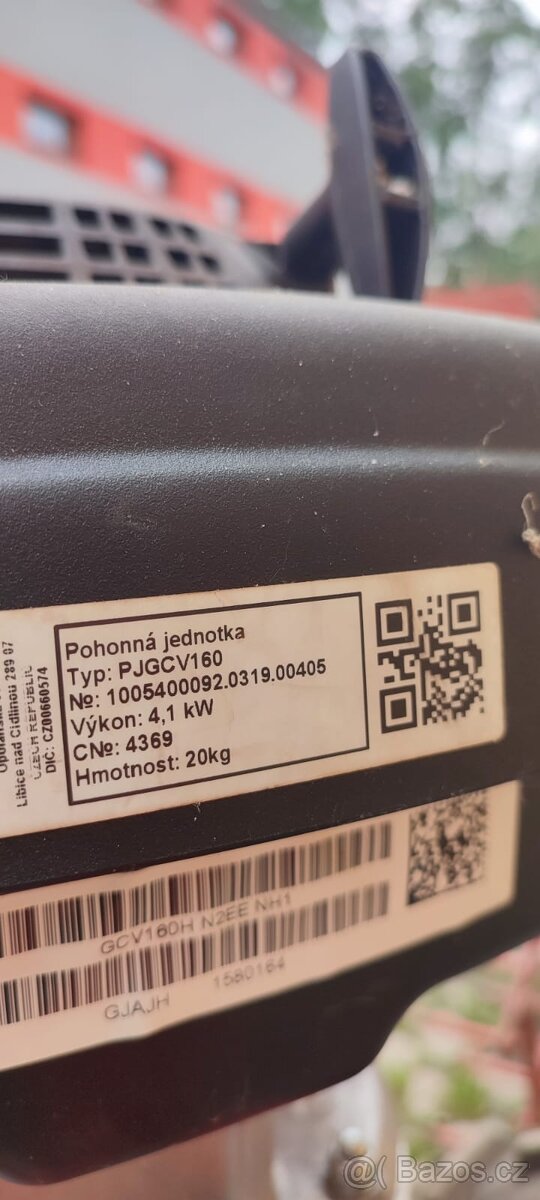 Pohonná jednotka
Typ: PJGCV160
№: 1005400092.0319.00405
Výkon: 4,1 kW
C№: 4369
Hmotnost: 20kg
Libice nad Cidlinou 289 07
CZECH REPUBLIC
DIČ: CZ00660574
GCV160H N2EE NH1
GJAJH 1580164
Bazos.cz